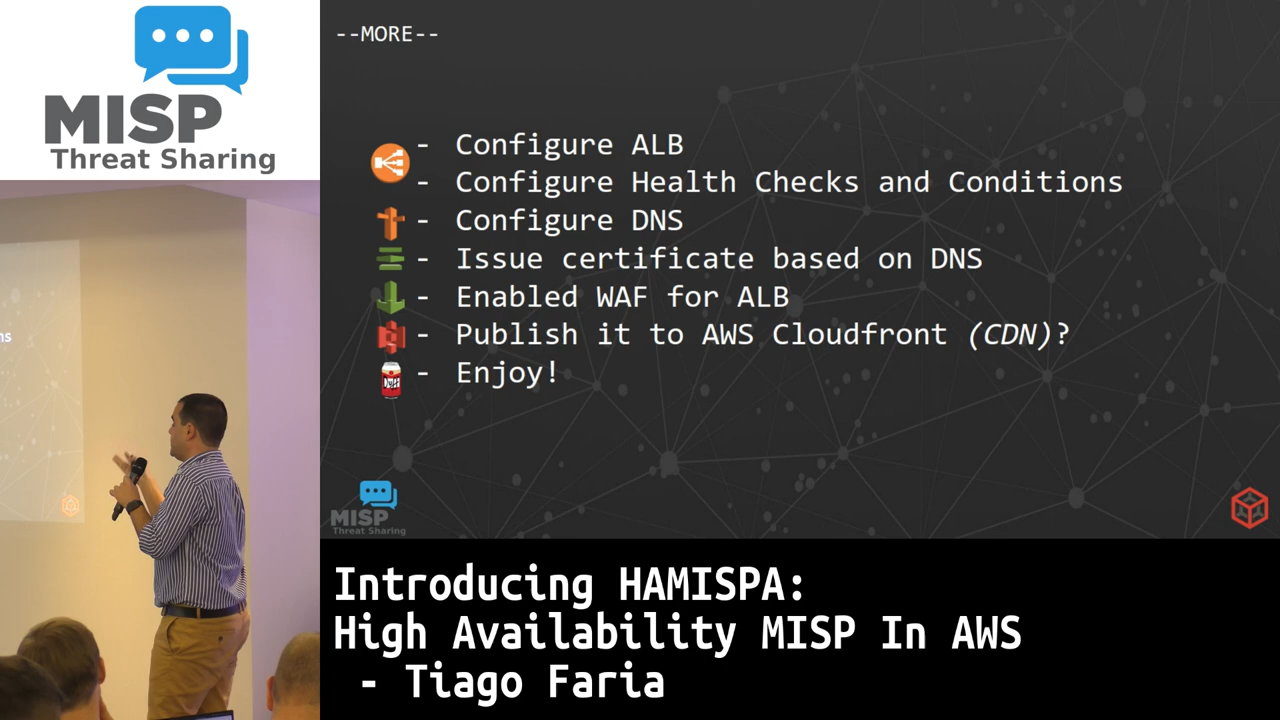 MISP
Threat Sharing
--MORE--
- Configure ALB
- Configure Health Checks and Conditions
- Configure DNS
- Issue certificate based on DNS
- Enabled WAF for ALB
- Publish it to AWS Cloudfront (CDN)?
- Enjoy!
Duff
MISP
Threat Sharing
ns
Introducing HAMISPA:
High Availability MISP In AWS
- Tiago Faria